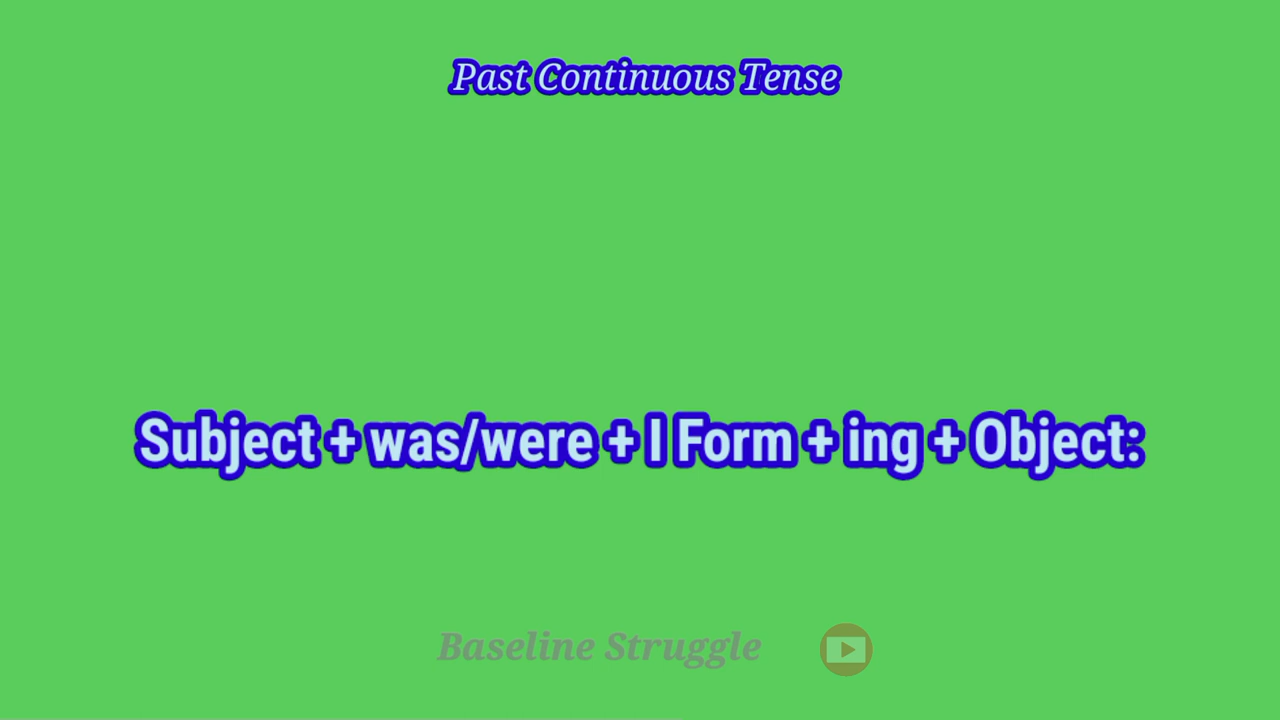 Past Continuous Tense
Subject + was/were + I Form + ing + Object:
Baseline Struggle